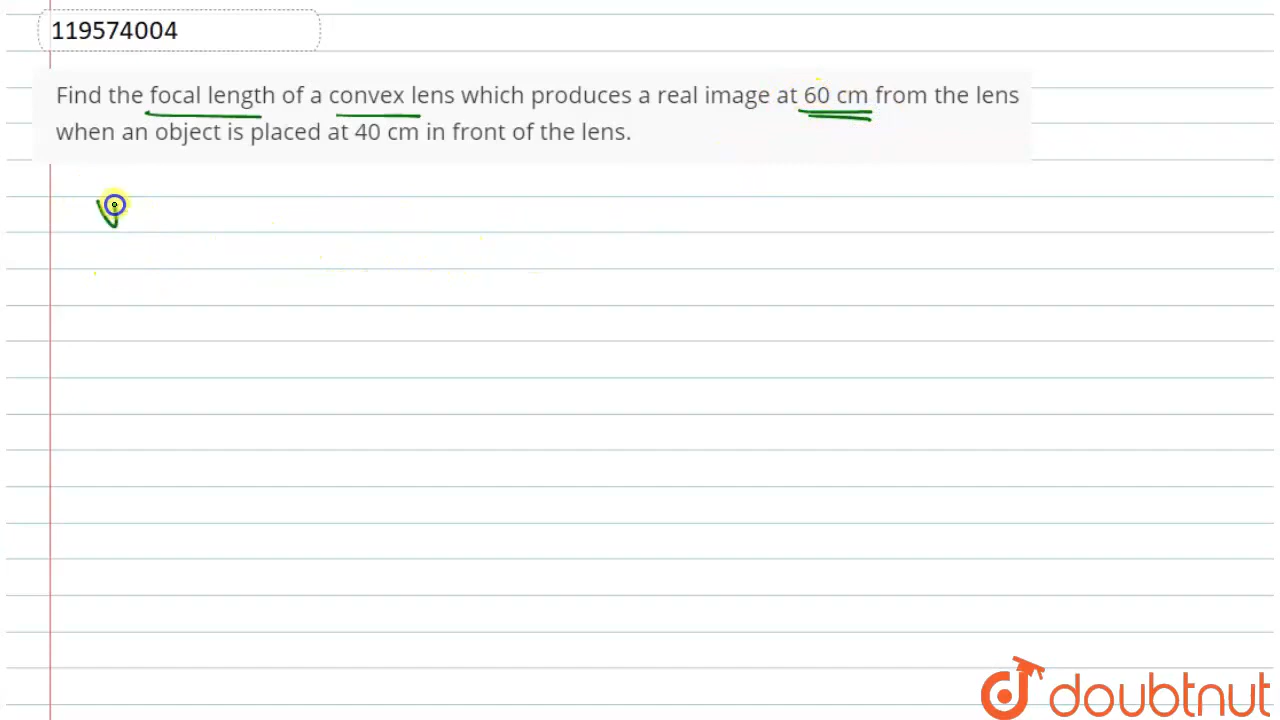 119574004
Find the focal length of a convex lens which produces a real image at 60 cm from the lens
when an object is placed at 40 cm in front of the lens.
doubtnut